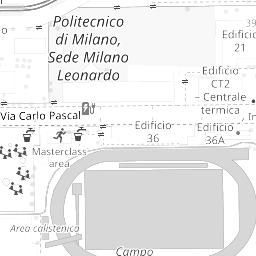 Politecnico
di Milano,
Sede Milano
Leonardo
39
Edificio
21
Edificio
CT2
– Centrale
termica
Via Carlo Pascal
Edificio
36
Edificio
36A
Masterclass
area
Area calistenica
Campo